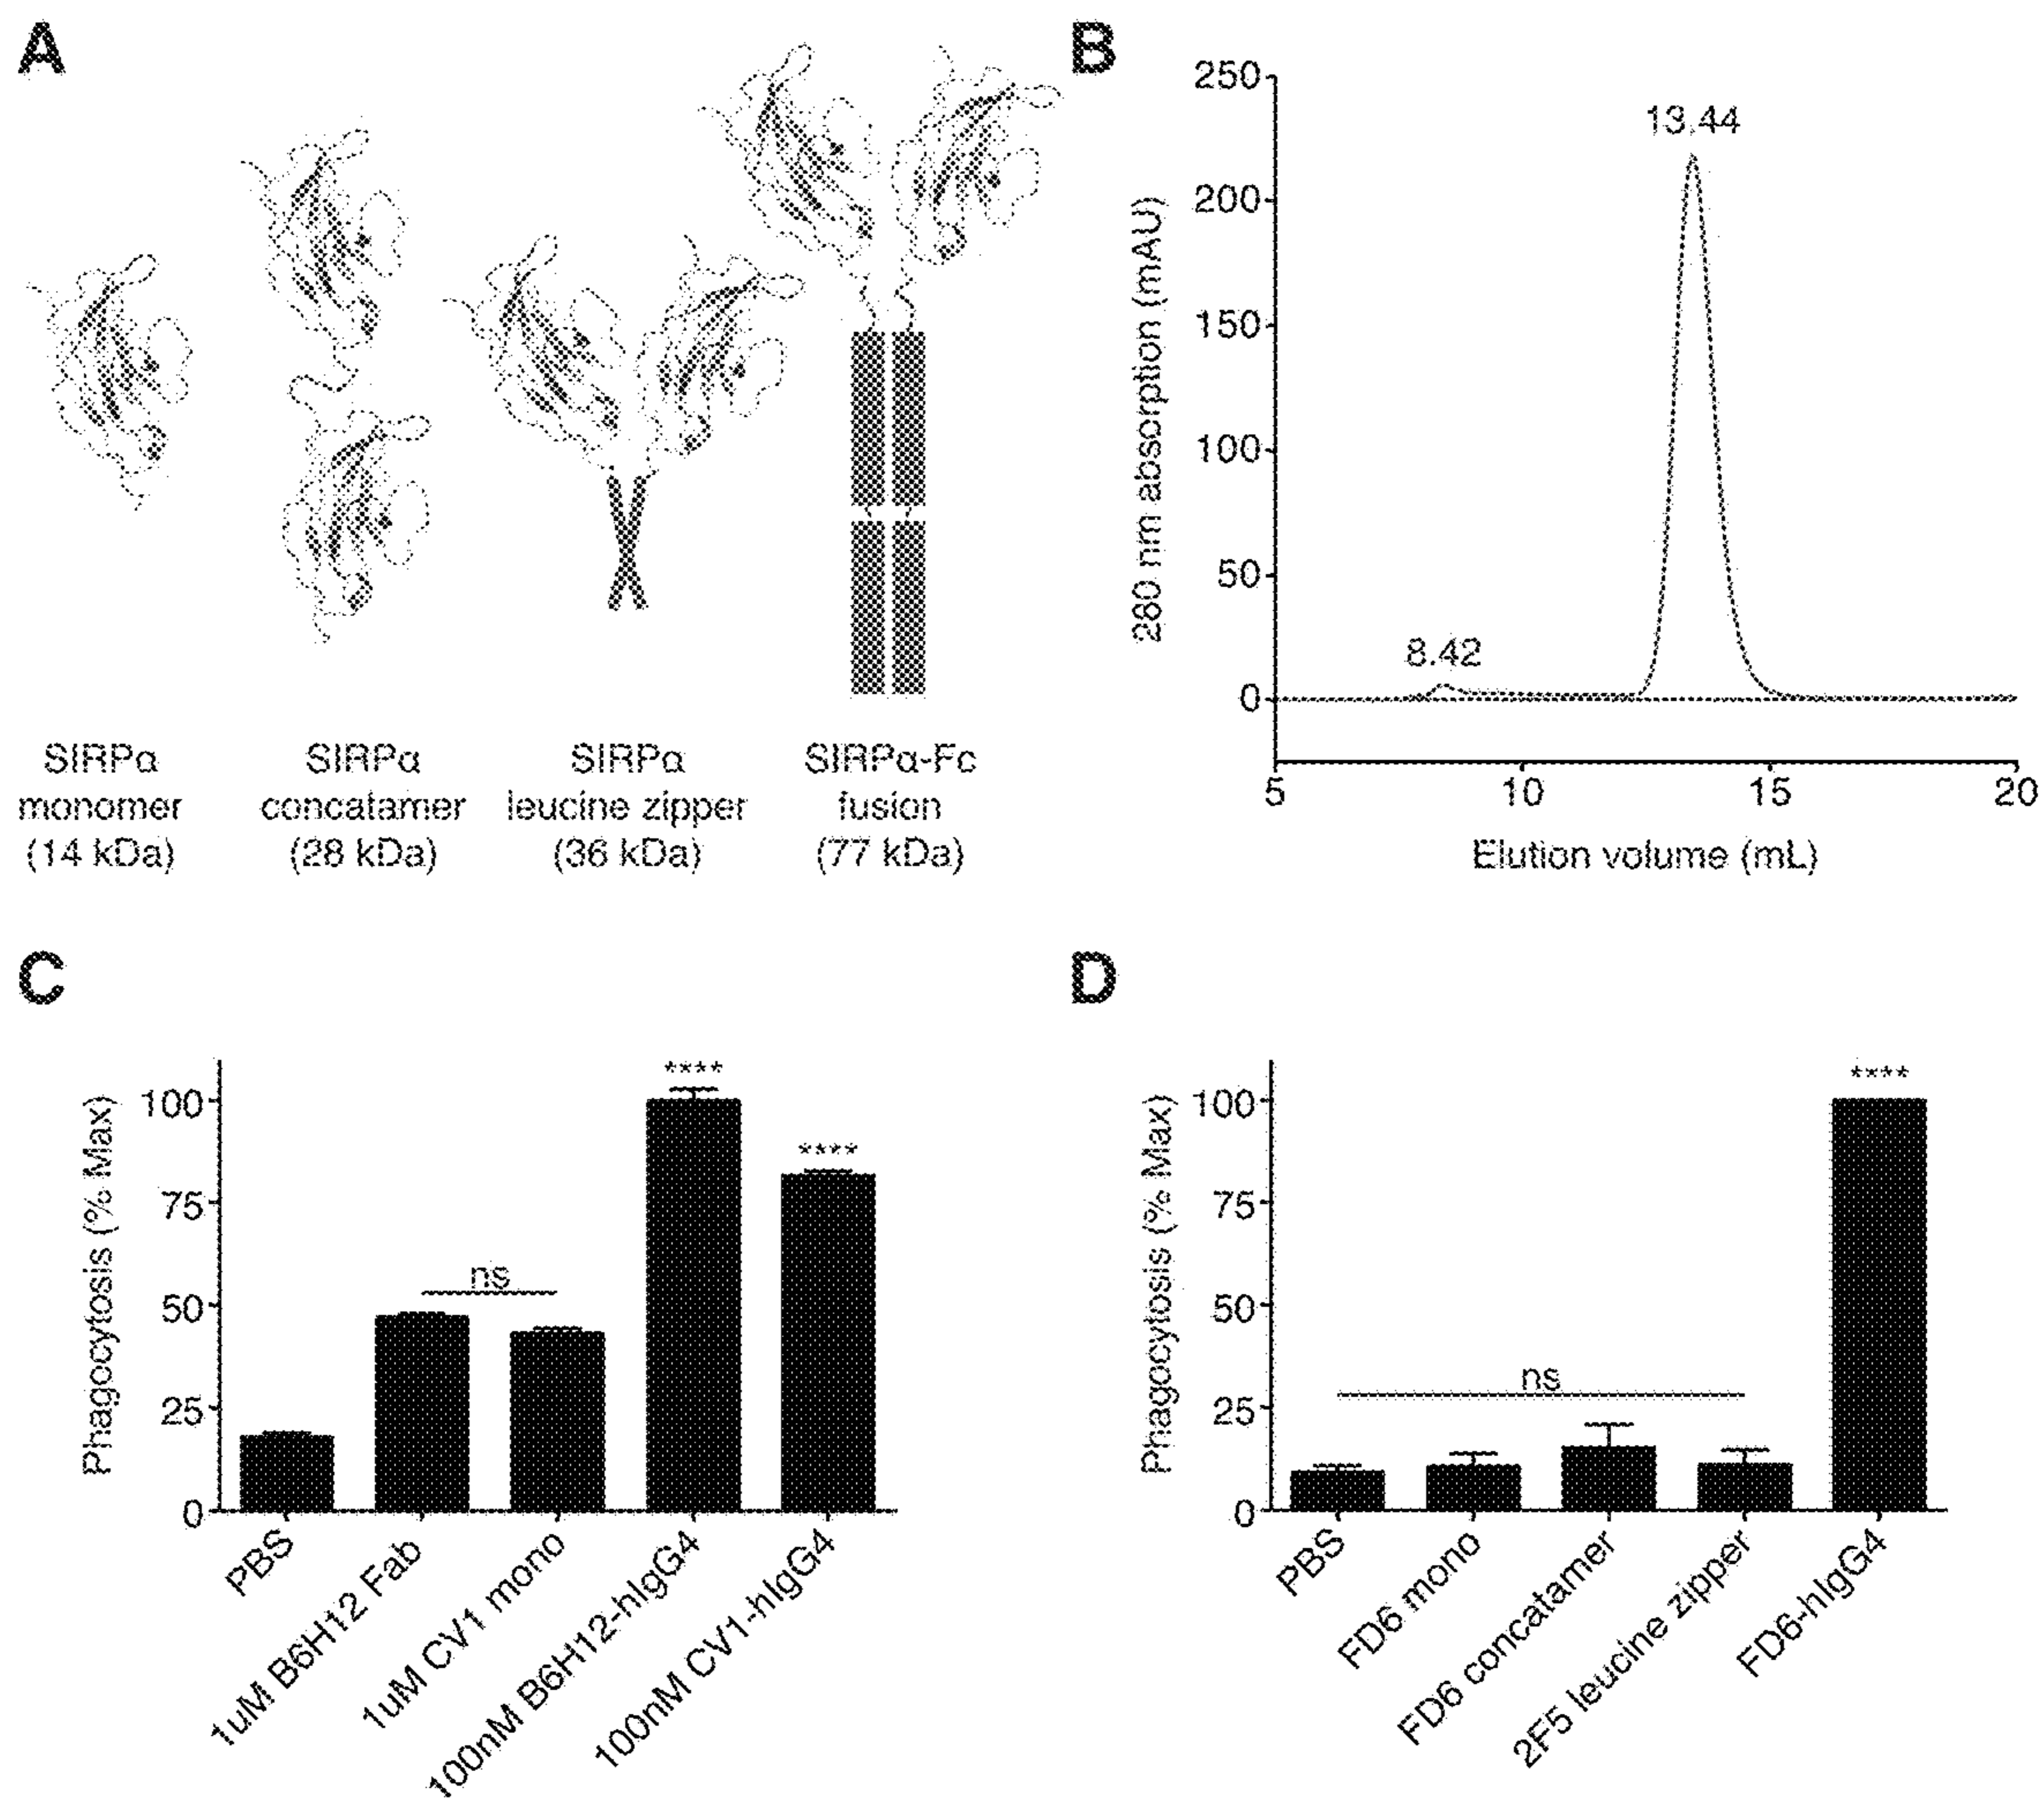 A
SIRPα
monomer
(14 kDa)
SIRPα
concatamer
(28 kDa)
SIRPα
leucine zipper
(36 kDa)
SIRPα-Fc
fusion
(77 kDa)
B
280 nm absorption (mAU)
250
200
150
100
50
0
13.44
8.42
5
10
15
20
Elution volume (mL)
C
Phagocytosis (% Max)
100
75
50
25
0
ns
****
****
PBS
1uM B6H12 Fab
1uM CV1 mono
100nM B6H12-hIgG4
100nM CV1-hIgG4
D
Phagocytosis (% Max)
100
75
50
25
0
ns
****
PBS
FD6 mono
FD6 concatamer
2F5 leucine zipper
FD6-hIgG4